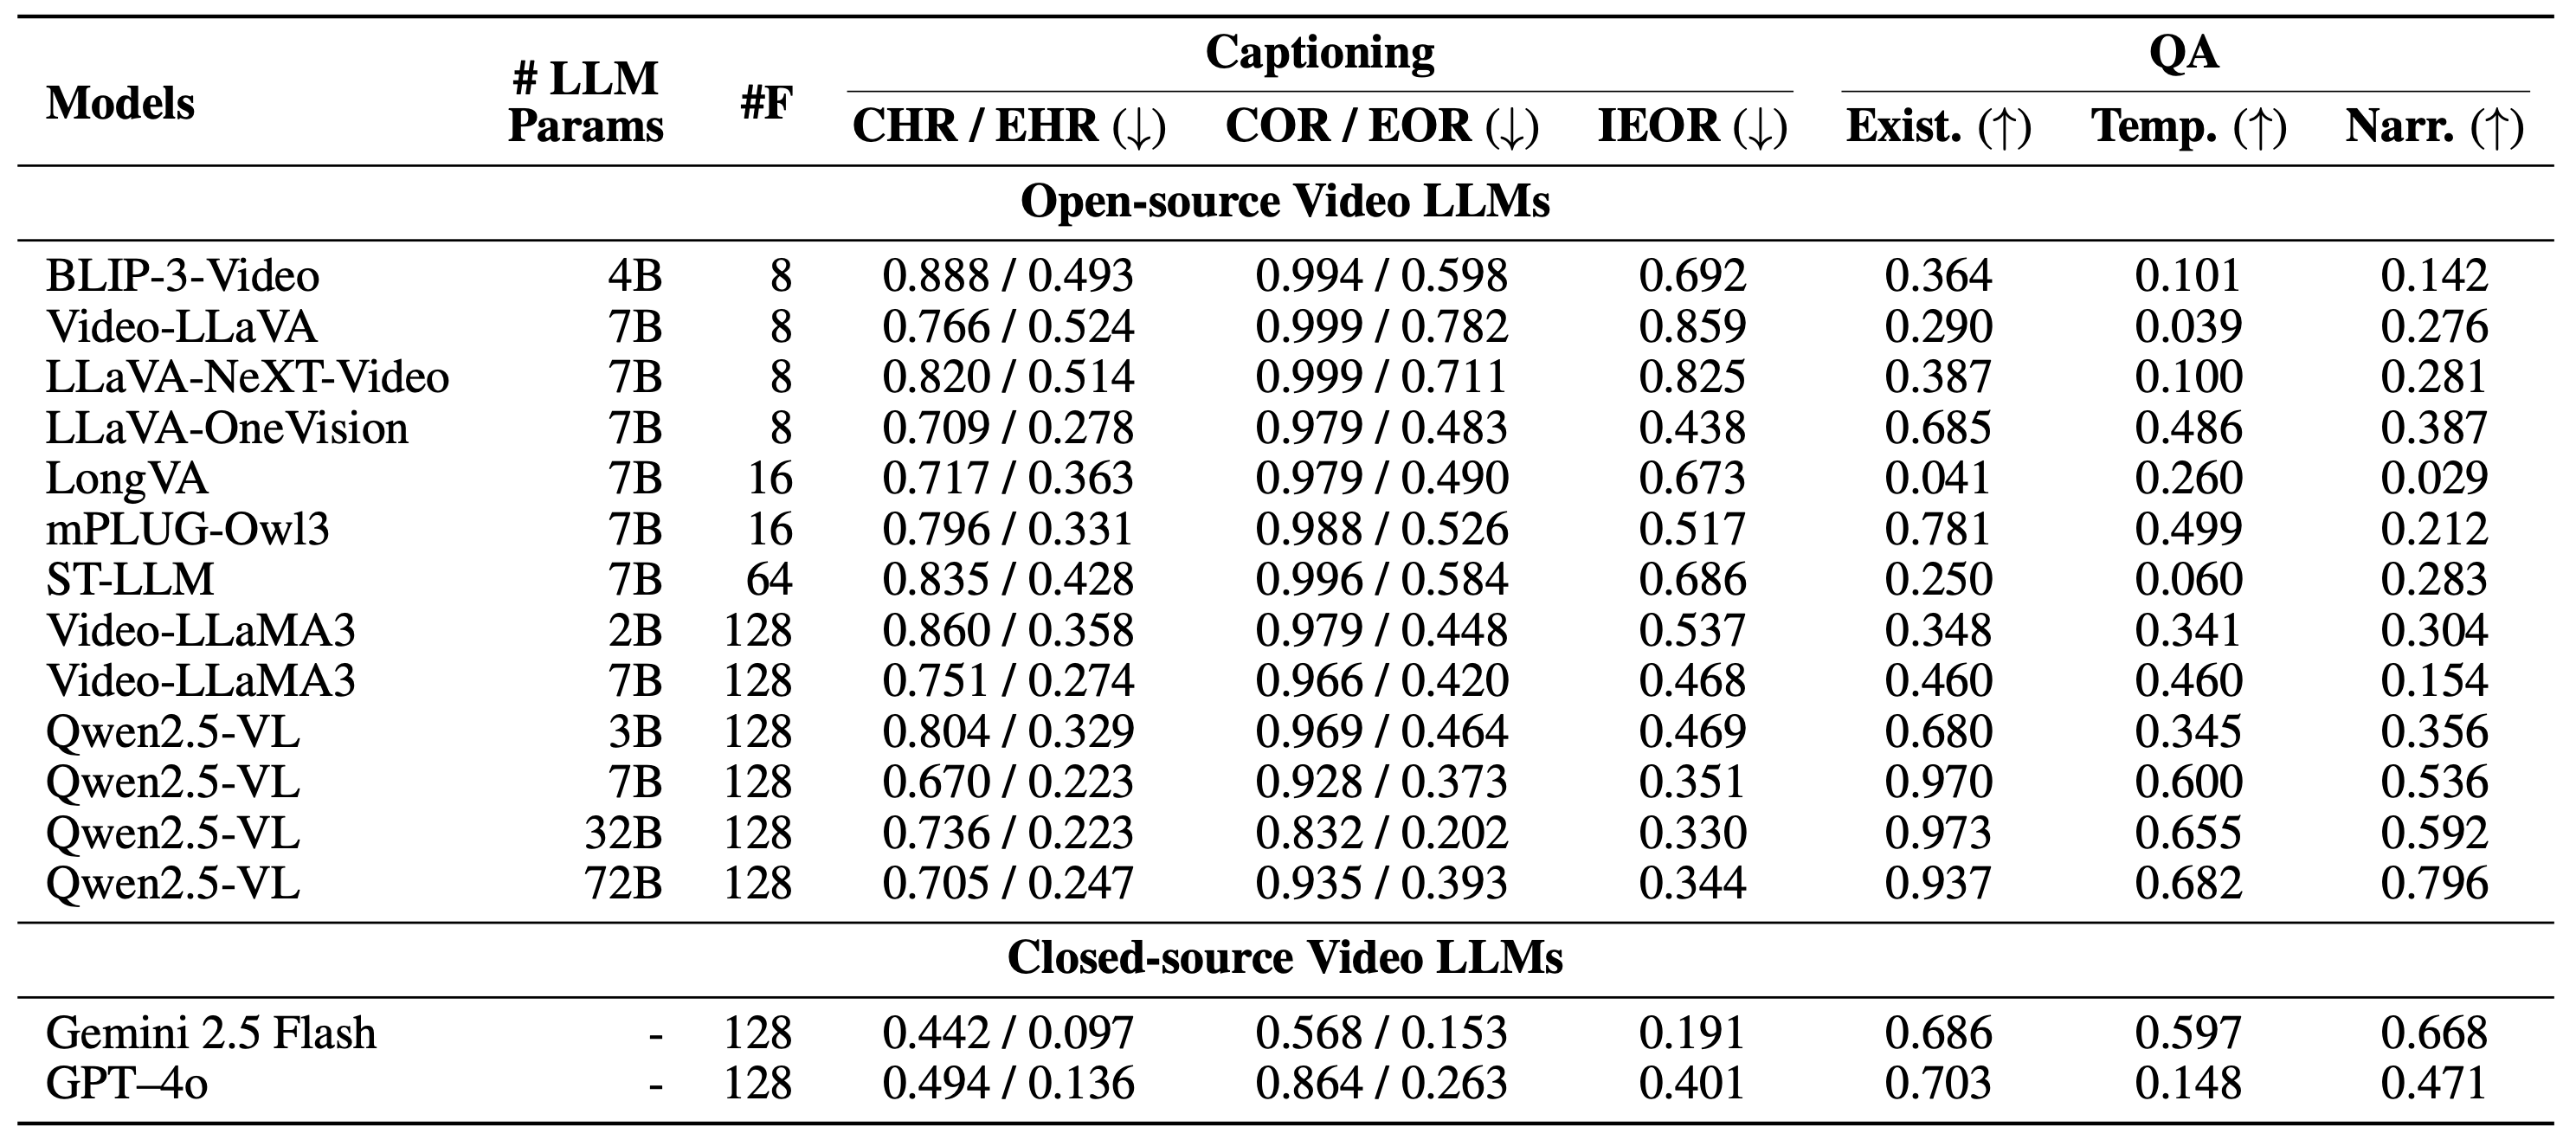 Models # LLM Params #F Captioning QA
CHR / EHR (↓) COR / EOR (↓) IEOR (↓) Exist. (↑) Temp. (↑) Narr. (↑)
Open-source Video LLMs
BLIP-3-Video 4B 8 0.888 / 0.493 0.994 / 0.598 0.692 0.364 0.101 0.142
Video-LLaVA 7B 8 0.766 / 0.524 0.999 / 0.782 0.859 0.290 0.039 0.276
LLaVA-NeXT-Video 7B 8 0.820 / 0.514 0.999 / 0.711 0.825 0.387 0.100 0.281
LLaVA-OneVision 7B 8 0.709 / 0.278 0.979 / 0.483 0.438 0.685 0.486 0.387
LongVA 7B 16 0.717 / 0.363 0.979 / 0.490 0.673 0.041 0.260 0.029
mPLUG-Owl3 7B 16 0.796 / 0.331 0.988 / 0.526 0.517 0.781 0.499 0.212
ST-LLM 7B 64 0.835 / 0.428 0.996 / 0.584 0.686 0.250 0.060 0.283
Video-LLaMA3 2B 128 0.860 / 0.358 0.979 / 0.448 0.537 0.348 0.341 0.304
Video-LLaMA3 7B 128 0.751 / 0.274 0.966 / 0.420 0.468 0.460 0.460 0.154
Qwen2.5-VL 3B 128 0.804 / 0.329 0.969 / 0.464 0.469 0.680 0.345 0.356
Qwen2.5-VL 7B 128 0.670 / 0.223 0.928 / 0.373 0.351 0.970 0.600 0.536
Qwen2.5-VL 32B 128 0.736 / 0.223 0.832 / 0.202 0.330 0.973 0.655 0.592
Qwen2.5-VL 72B 128 0.705 / 0.247 0.935 / 0.393 0.344 0.937 0.682 0.796
Closed-source Video LLMs
Gemini 2.5 Flash - 128 0.442 / 0.097 0.568 / 0.153 0.191 0.686 0.597 0.668
GPT–4o - 128 0.494 / 0.136 0.864 / 0.263 0.401 0.703 0.148 0.471